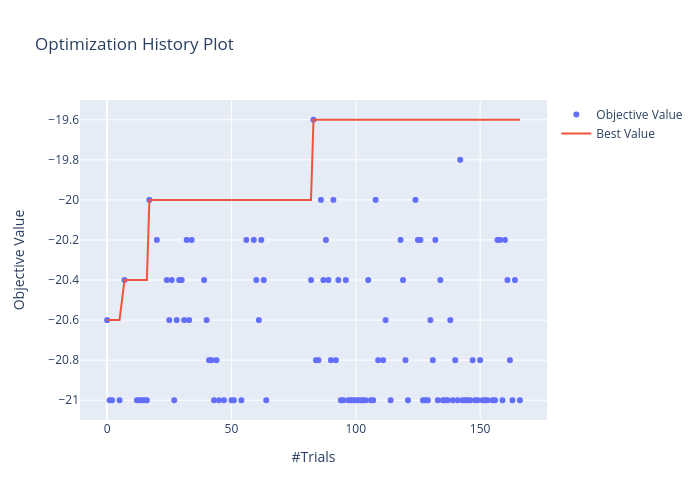 Optimization History Plot
Objective Value
Best Value
−19.6
−19.8
−20
−20.2
−20.4
−20.6
−20.8
−21
0
50
100
150
#Trials
Objective Value